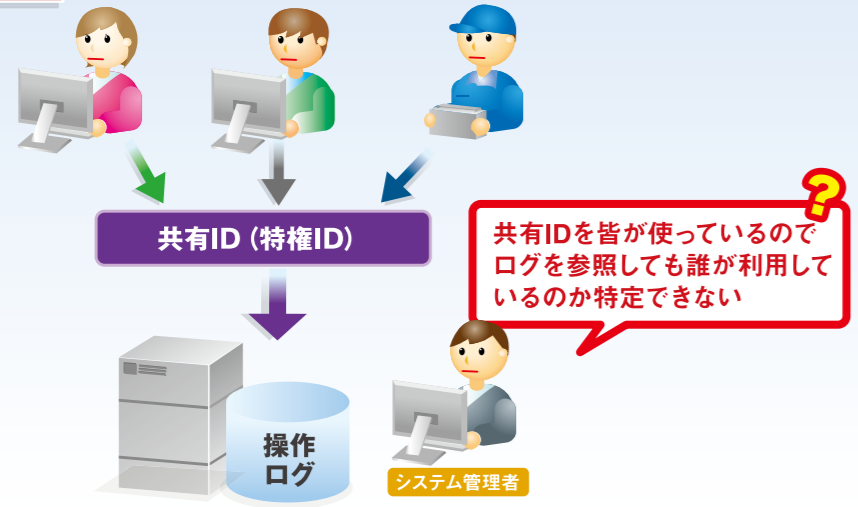 共有ID（特権ID）
共有IDを皆が使っているので
ログを参照しても誰が利用して
いるのか特定できない
?
操作
ログ
システム管理者